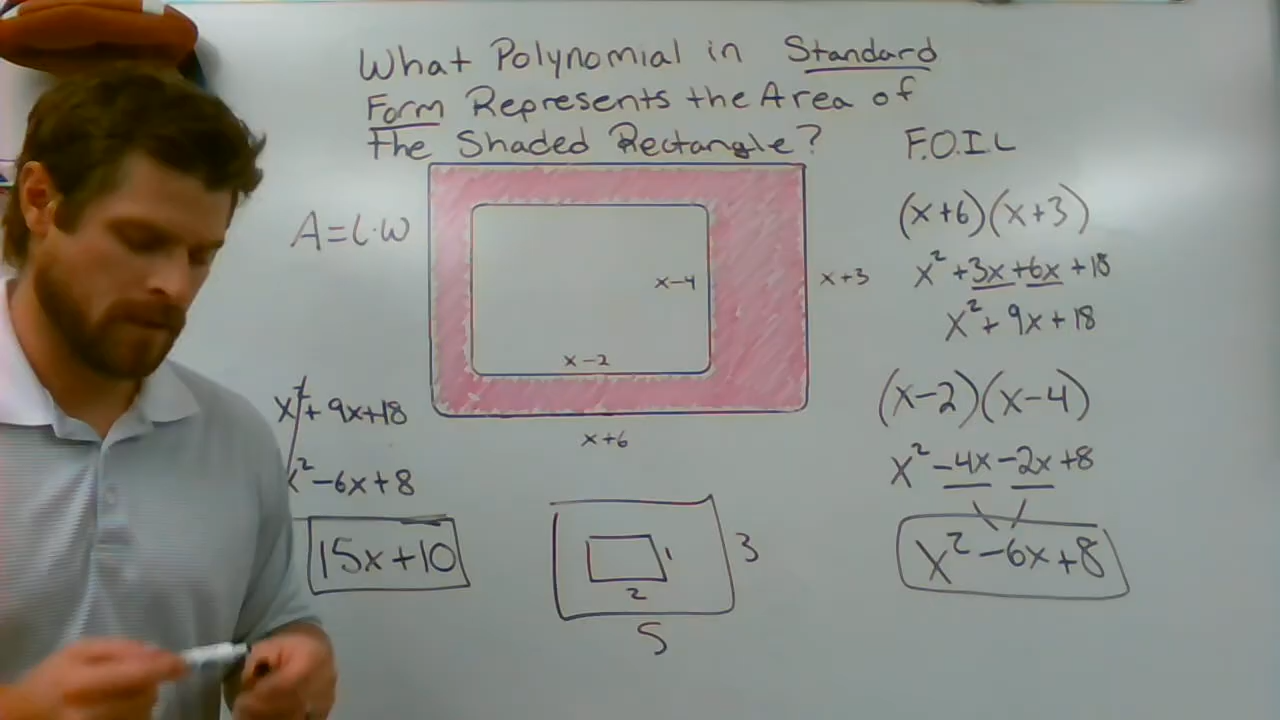 What Polynomial in Standard
Form Represents the Area of
the Shaded Rectangle?
F.O.I.L
A=l·w
(x+6)(x+3)
x²+3x+6x+18
x²+9x+18
x-4
x+3
x-2
x+6
(x-2)(x-4)
x²-4x-2x+8
x²-6x+8
x²+9x+18
x²-6x+8
15x+10
1
3
2
5